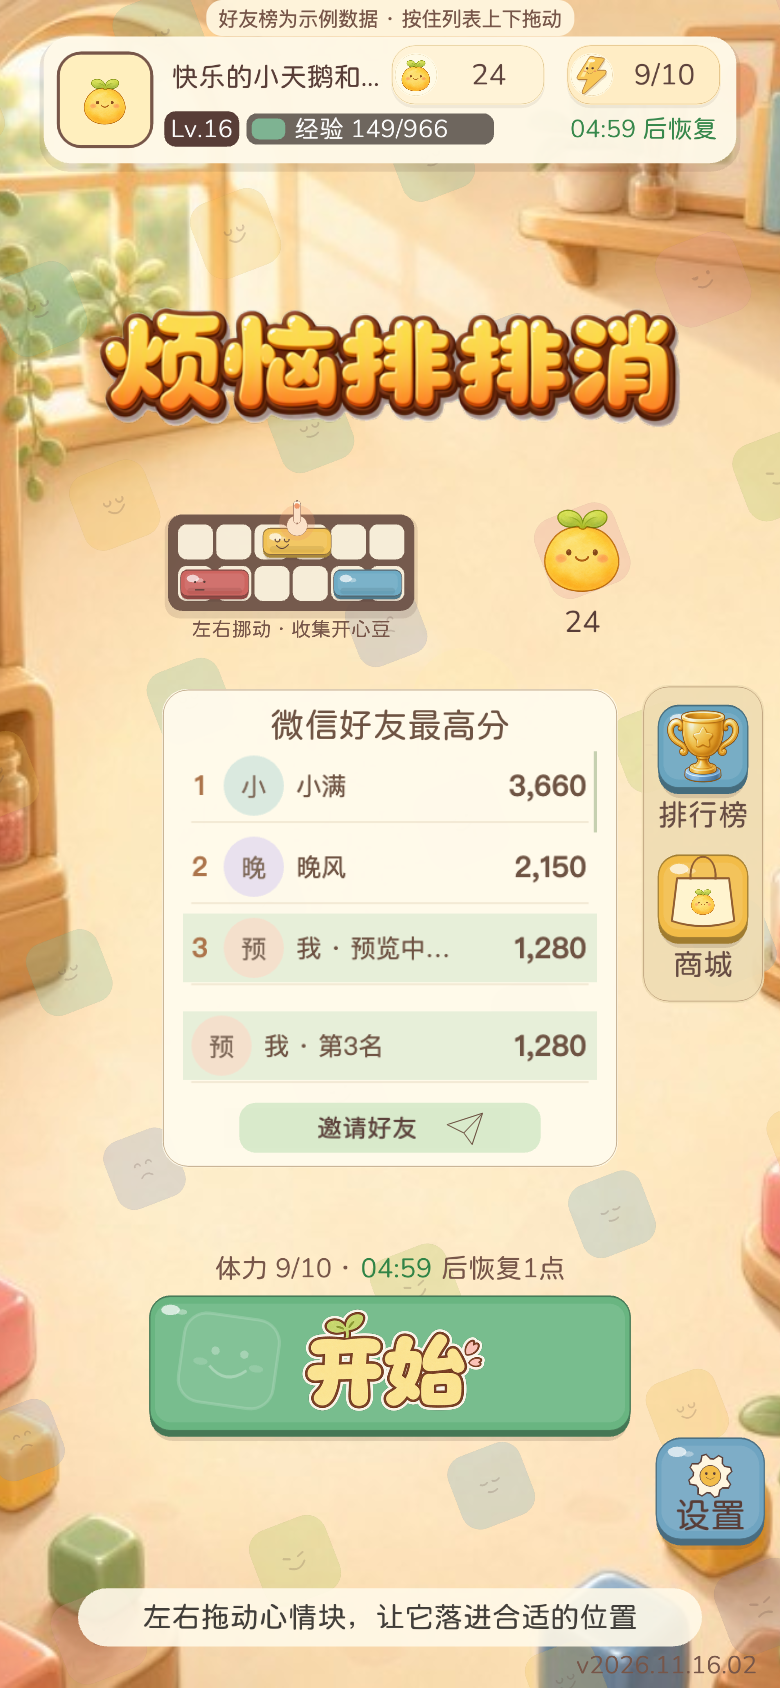 好友榜为示例数据 · 按住列表上下拖动
快乐的小天鹅和...
24
9/10
Lv.16
经验 149/966
04:59 后恢复
烦恼排排消
左右挪动 · 收集开心豆
24
微信好友最高分
1 小 小满 3,660
2 晚 晚风 2,150
3 预 我 · 预览中... 1,280
预 我 · 第3名 1,280
邀请好友
排行榜
商城
体力 9/10 · 04:59 后恢复1点
开始
设置
左右拖动心情块，让它落进合适的位置
v2026.11.16.02